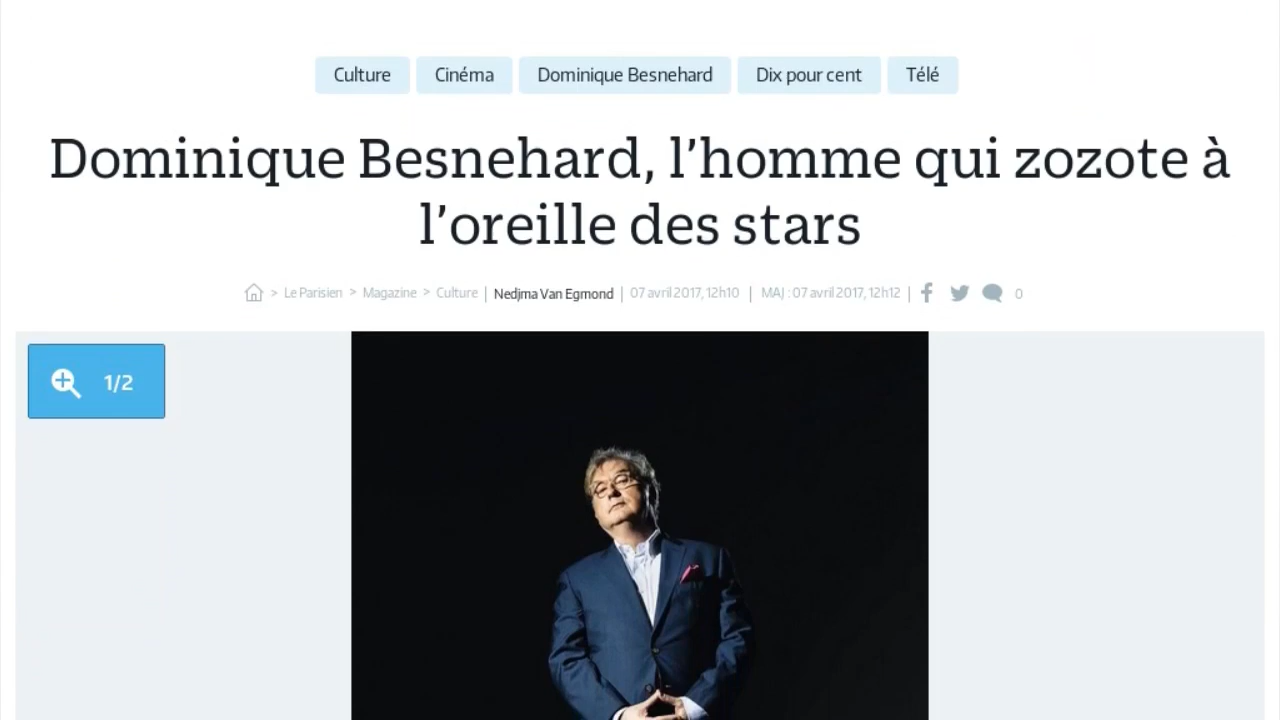 Culture Cinéma Dominique Besnehard Dix pour cent Télé
Dominique Besnehard, l’homme qui zozote à
l’oreille des stars
> Le Parisien > Magazine > Culture | Nedjma Van Egmond | 07 avril 2017, 12h10 | MAJ : 07 avril 2017, 12h12 | 0
1/2